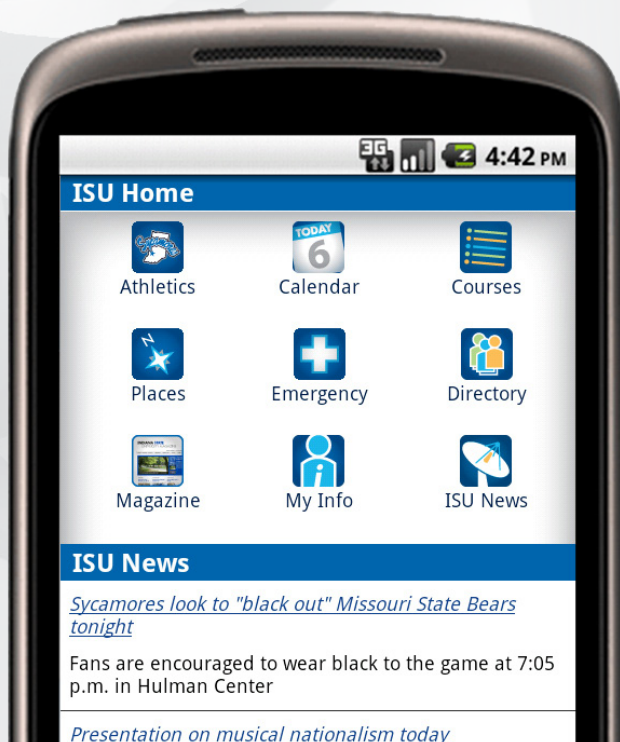 3G 4:42 PM
ISU Home
TODAY
6
Athletics Calendar Courses
N
Places Emergency Directory
INDIANA STATE
Magazine My Info ISU News
ISU News
Sycamores look to "black out" Missouri State Bears
tonight
Fans are encouraged to wear black to the game at 7:05
p.m. in Hulman Center
Presentation on musical nationalism today